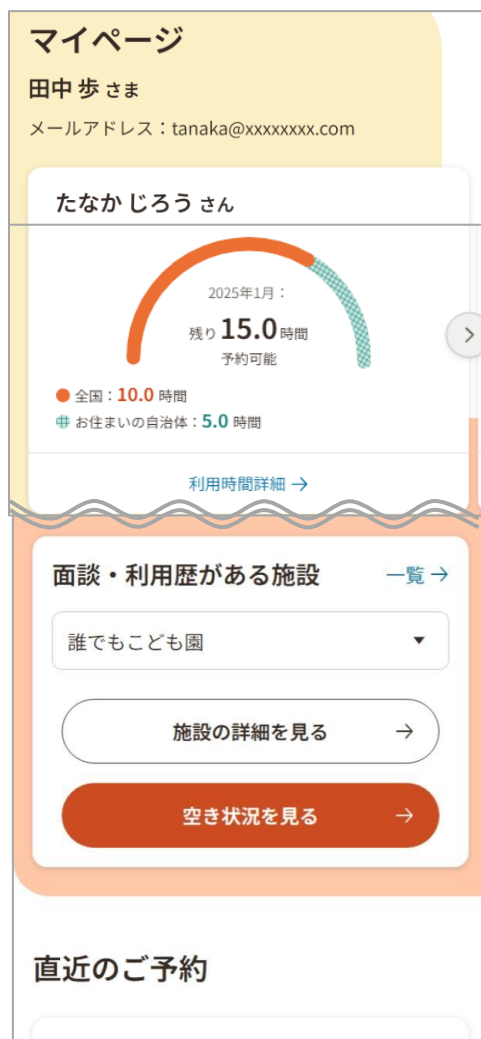 マイページ
田中 歩 さま
メールアドレス：tanaka@xxxxxxxx.com
たなか じろう さん
2025年1月：
残り 15.0 時間
予約可能
全国：10.0 時間
お住まいの自治体：5.0 時間
利用時間詳細 →
面談・利用歴がある施設 一覧 →
誰でもこども園
施設の詳細を見る →
空き状況を見る →
直近のご予約